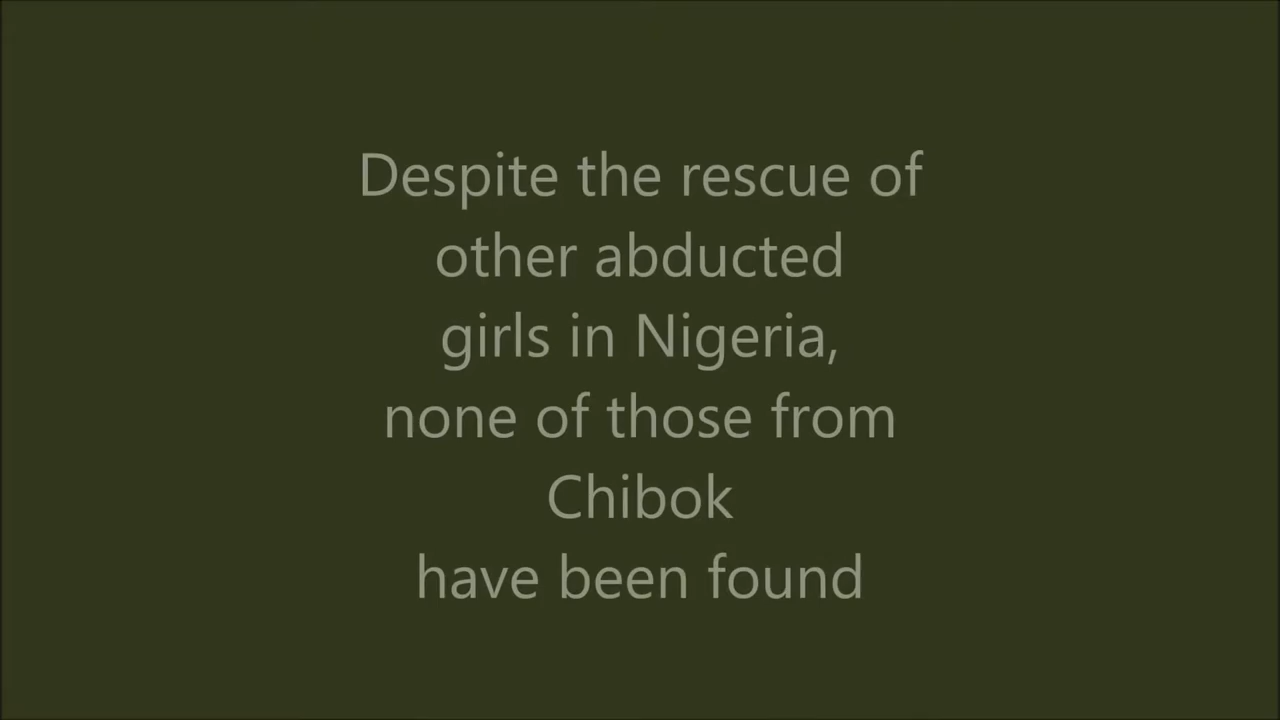 Despite the rescue of
other abducted
girls in Nigeria,
none of those from
Chibok
have been found